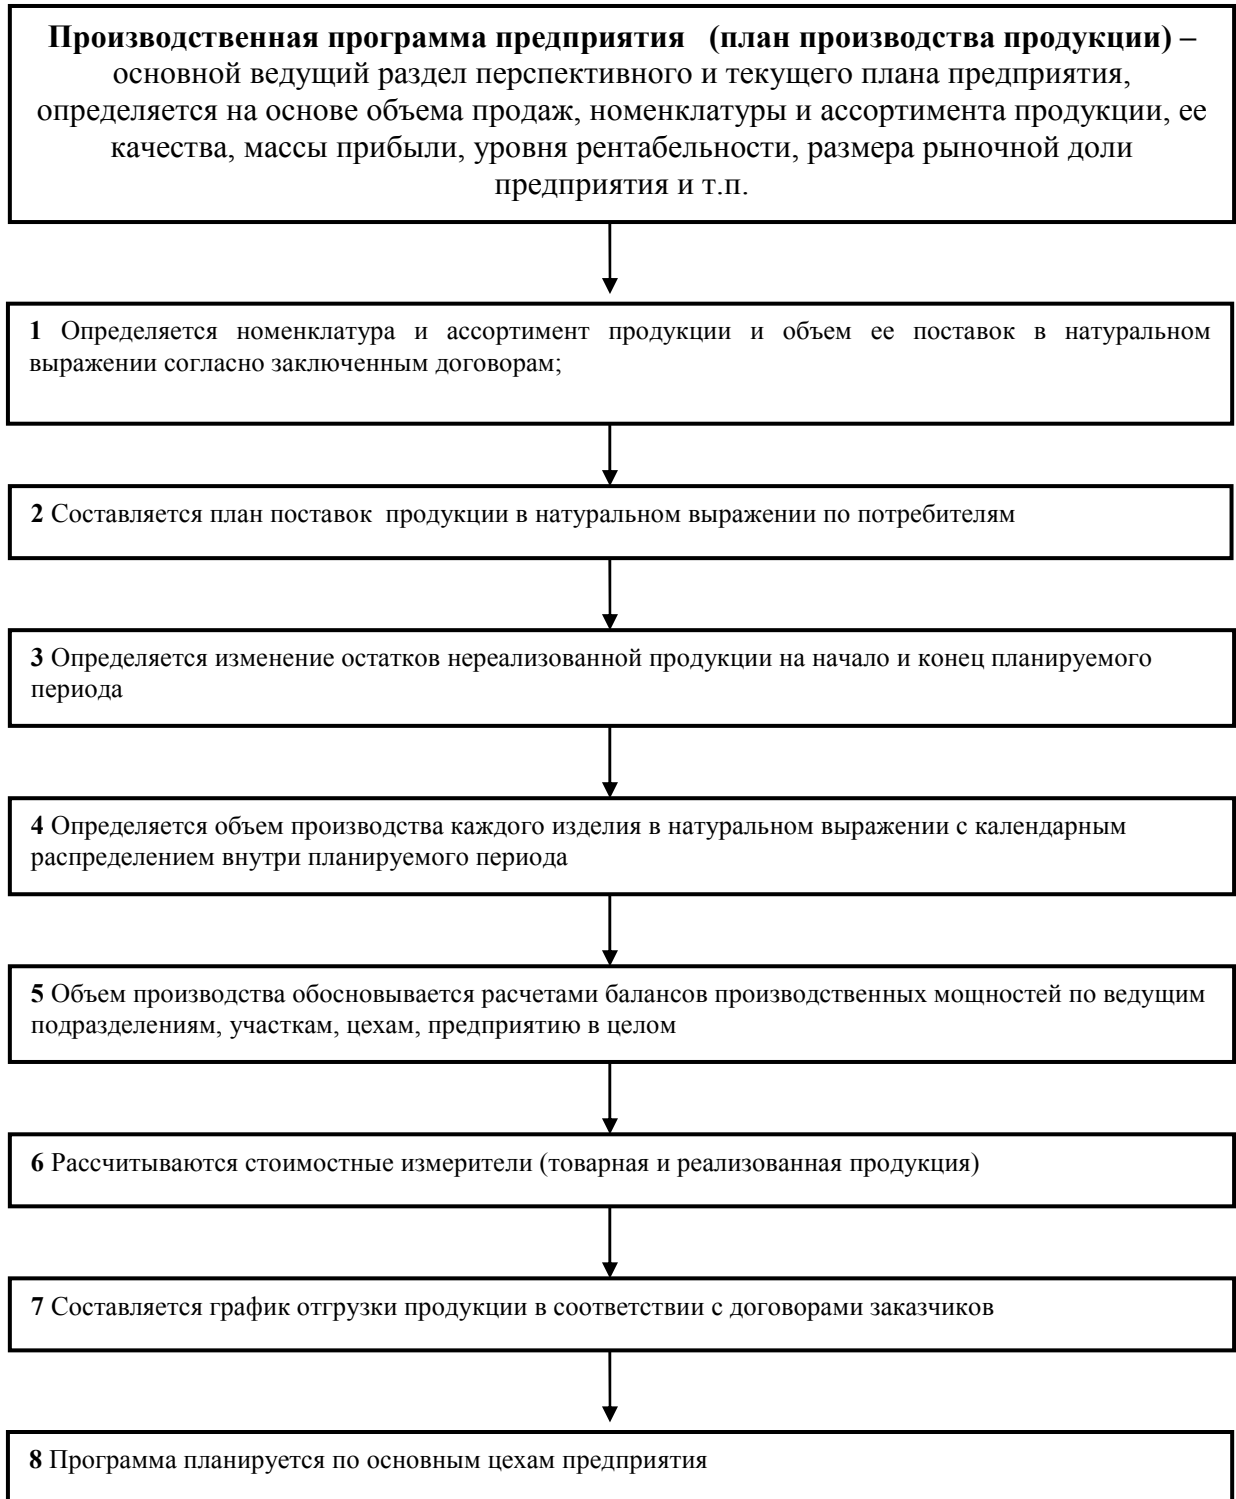 Производственная программа предприятия (план производства продукции) –
основной ведущий раздел перспективного и текущего плана предприятия,
определяется на основе объема продаж, номенклатуры и ассортимента продукции, ее
качества, массы прибыли, уровня рентабельности, размера рыночной доли
предприятия и т.п.
1 Определяется номенклатура и ассортимент продукции и объем ее поставок в натуральном
выражении согласно заключенным договорам;
2 Составляется план поставок продукции в натуральном выражении по потребителям
3 Определяется изменение остатков нереализованной продукции на начало и конец планируемого
периода
4 Определяется объем производства каждого изделия в натуральном выражении с календарным
распределением внутри планируемого периода
5 Объем производства обосновывается расчетами балансов производственных мощностей по ведущим
подразделениям, участкам, цехам, предприятию в целом
6 Рассчитываются стоимостные измерители (товарная и реализованная продукция)
7 Составляется график отгрузки продукции в соответствии с договорами заказчиков
8 Программа планируется по основным цехам предприятия